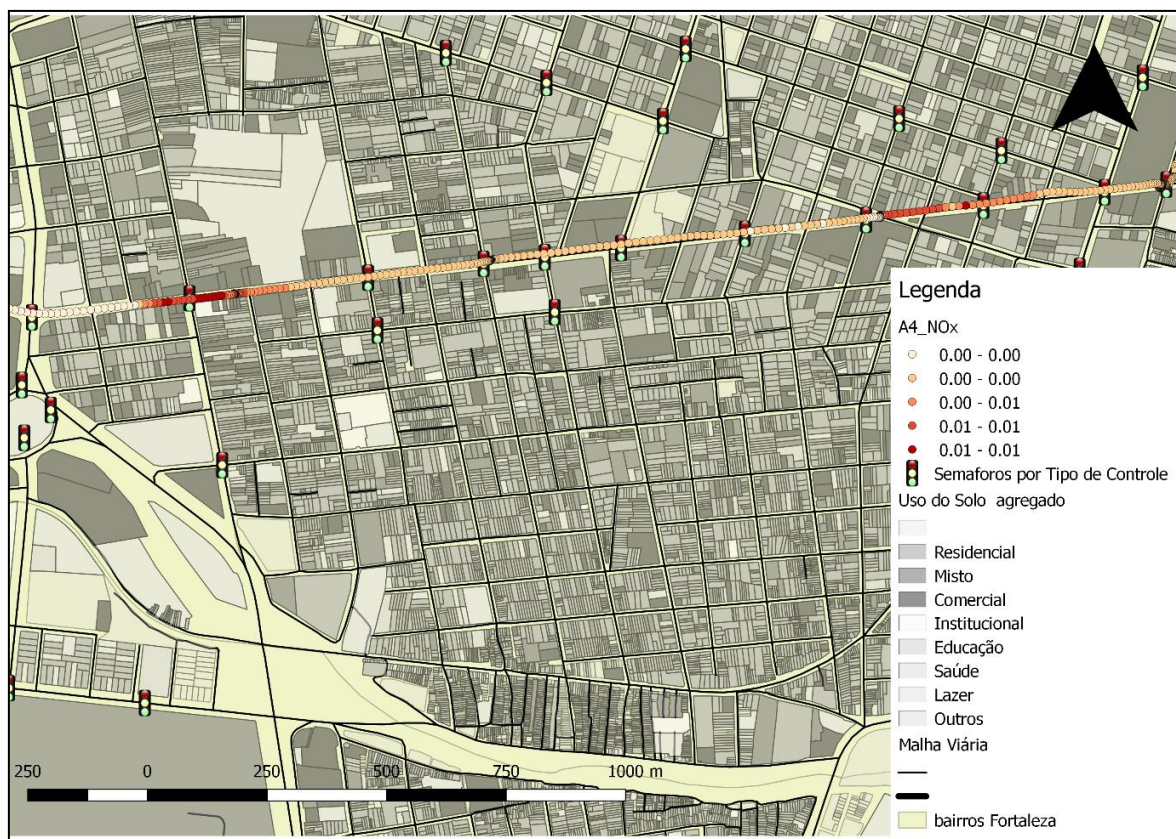 Legenda
A4_NOx
0.00 - 0.00
0.00 - 0.00
0.00 - 0.01
0.01 - 0.01
0.01 - 0.01
Semaforos por Tipo de Controle
Uso do Solo  agregado
Residencial
Misto
Comercial
Institucional
Educação
Saúde
Lazer
Outros
Malha Viária
bairros Fortaleza
250 0 250 500 750 1000 m